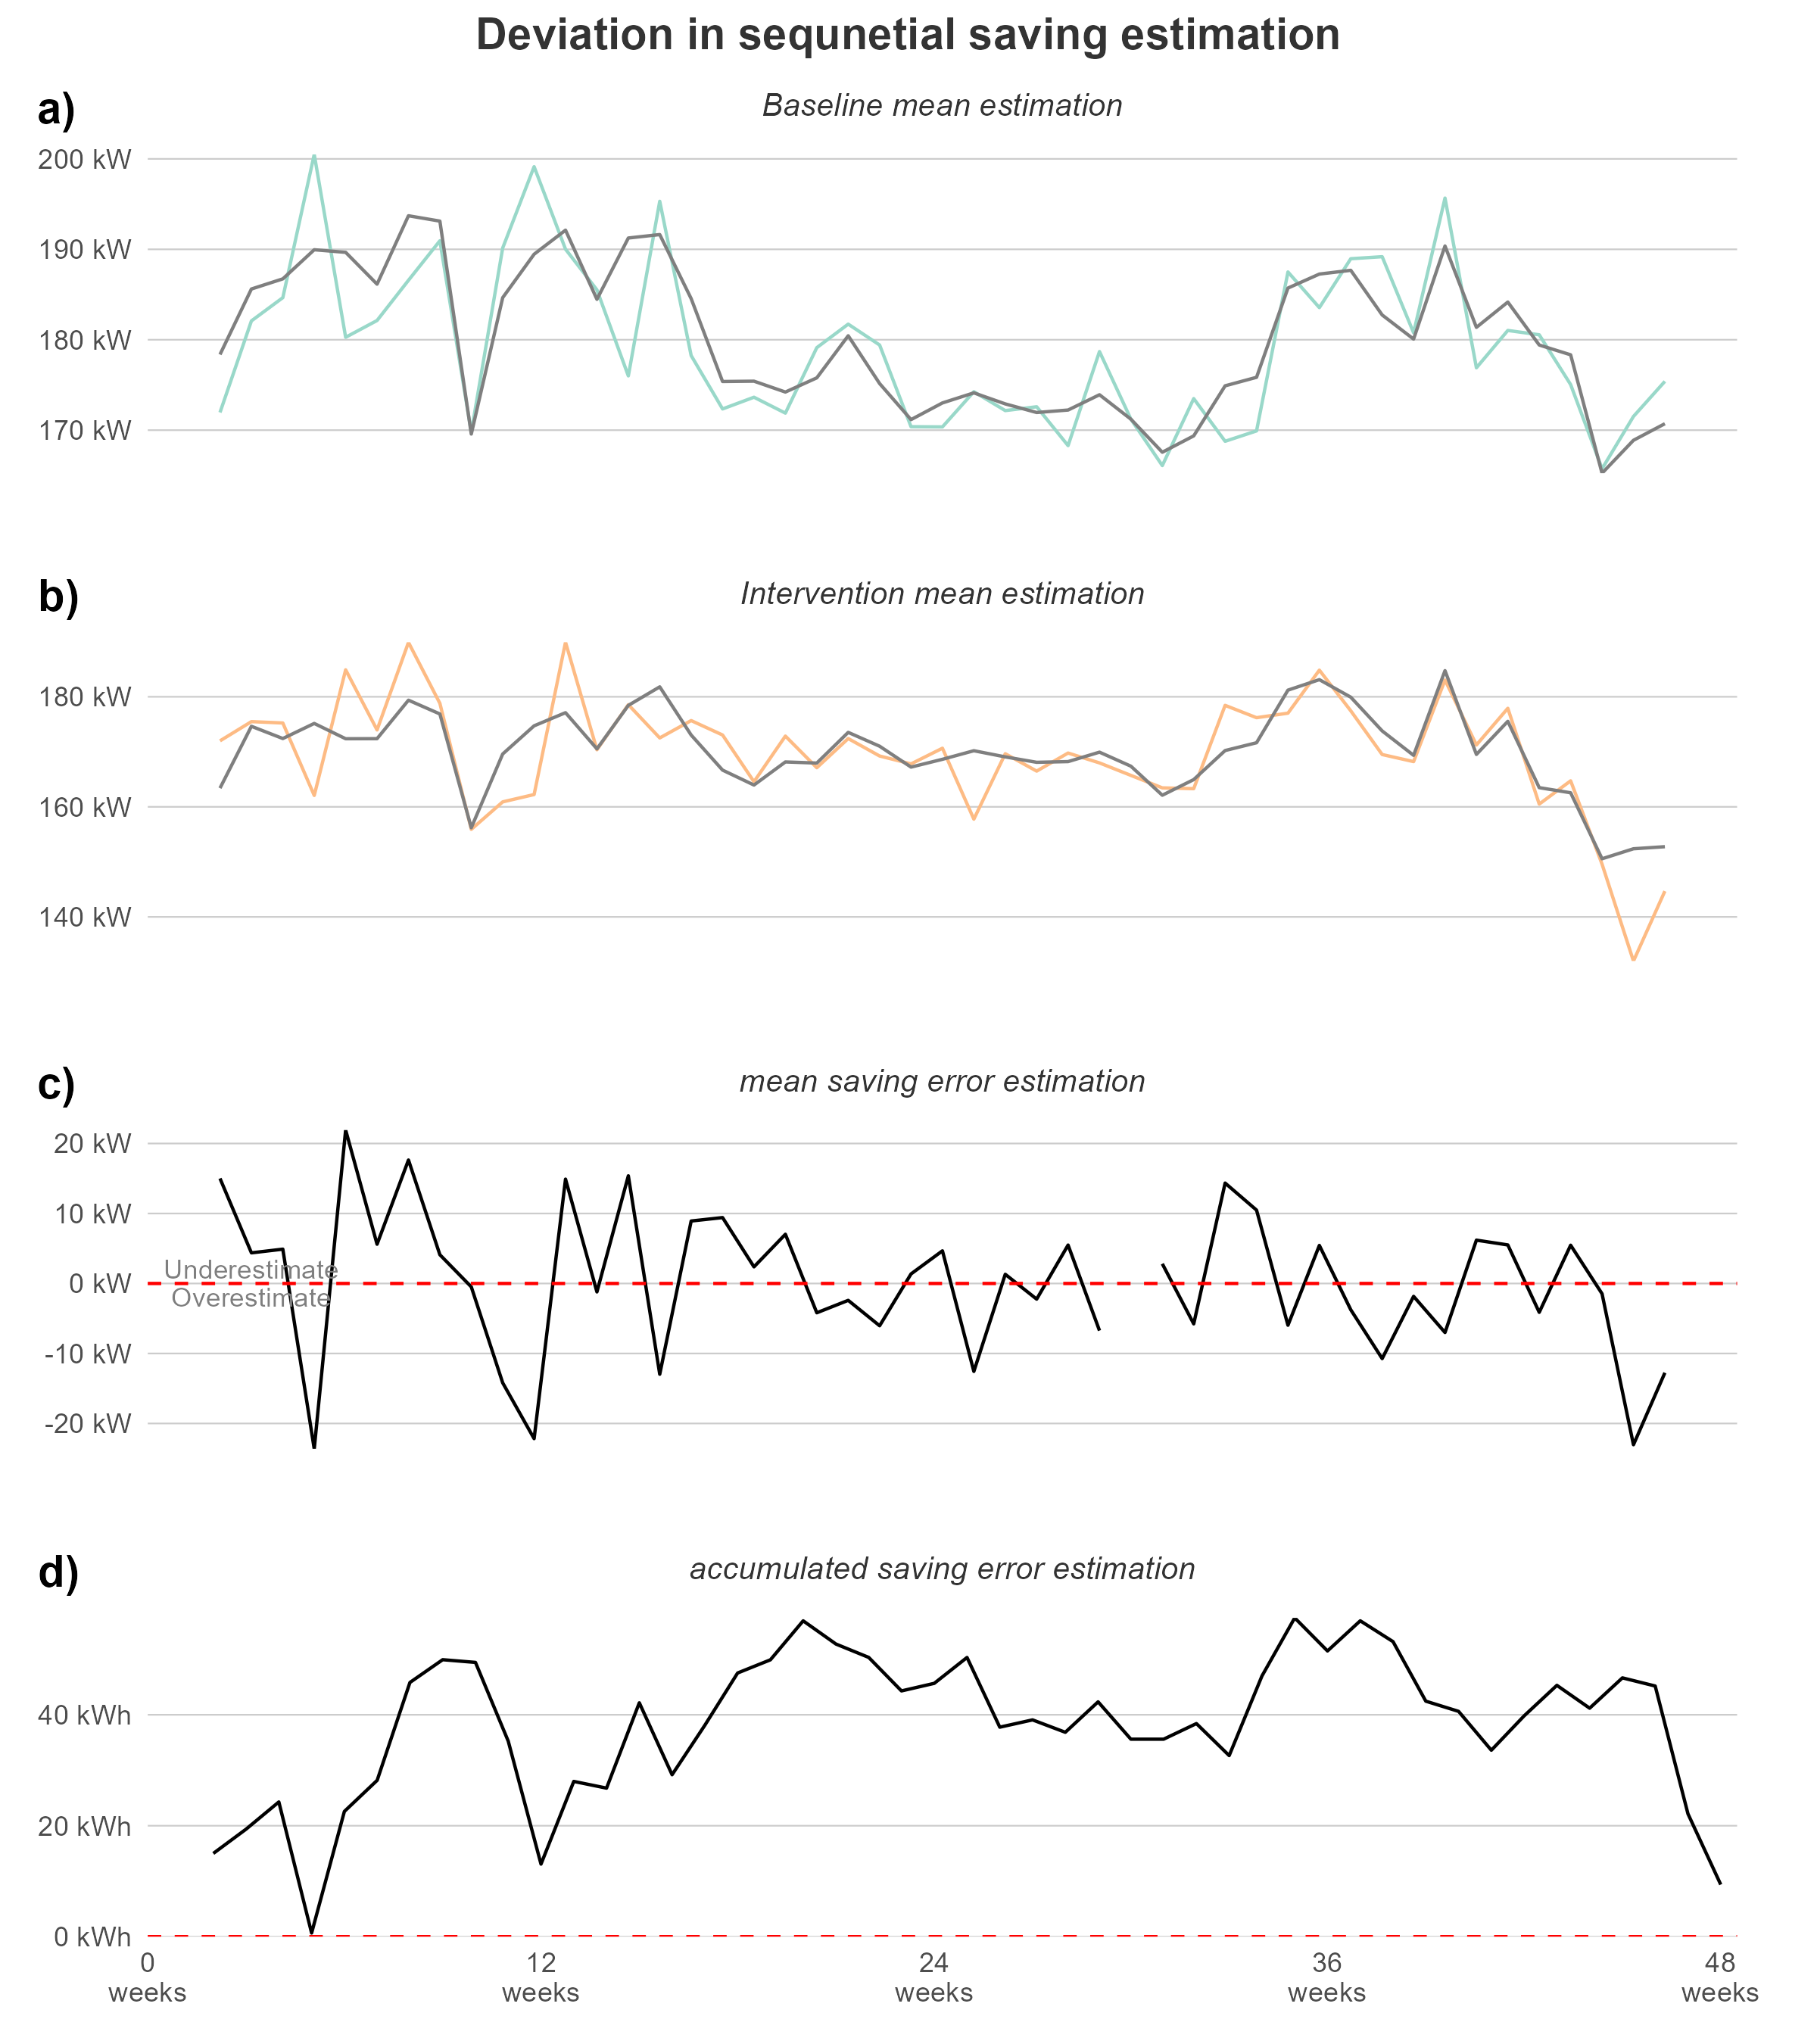 Deviation in sequnetial saving estimation
a)
Baseline mean estimation
200 kW
190 kW
180 kW
170 kW
b)
Intervention mean estimation
180 kW
160 kW
140 kW
c)
mean saving error estimation
20 kW
10 kW
Underestimate
0 kW
Overestimate
-10 kW
-20 kW
d)
accumulated saving error estimation
40 kWh
20 kWh
0 kWh
0 12 24 36 48
weeks weeks weeks weeks weeks